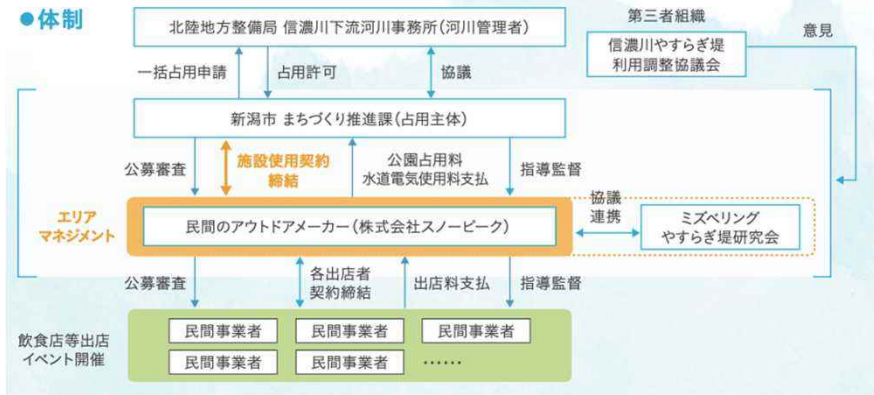 ●体制
北陸地方整備局 信濃川下流河川事務所（河川管理者）
第三者組織
信濃川やすらぎ堤
利用調整協議会
意見
一括占用申請
占用許可
協議
新潟市 まちづくり推進課（占用主体）
公募審査
施設使用契約
締結
公園占用料
水道電気使用料支払
指導監督
エリア
マネジメント
民間のアウトドアメーカー（株式会社スノーピーク）
協議
連携
ミズベリング
やすらぎ堤研究会
公募審査
各出店者
契約締結
出店料支払
指導監督
飲食店等出店
イベント開催
民間事業者 民間事業者 民間事業者
民間事業者 民間事業者 ……